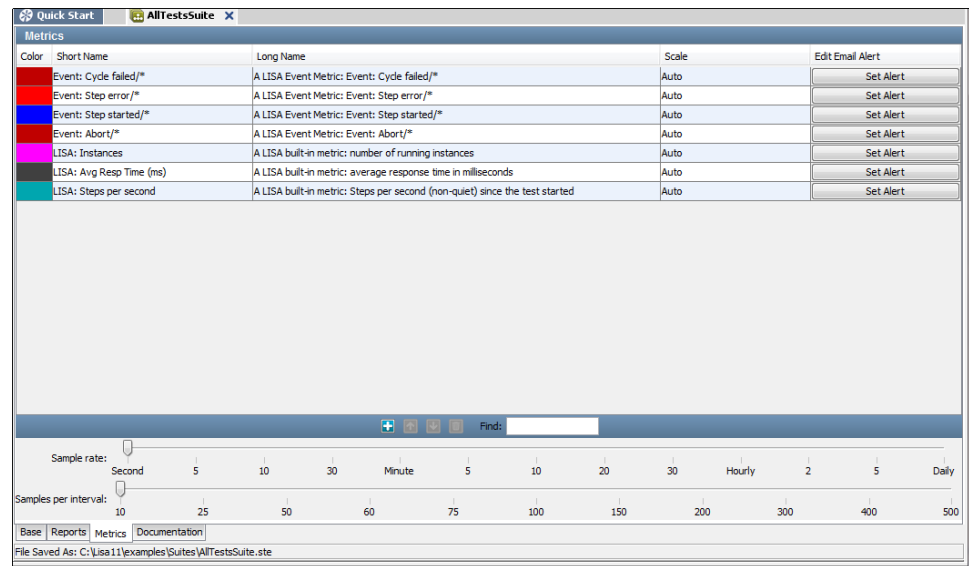 Quick Start AllTestsSuite X
Metrics
Color Short Name Long Name Scale Edit Email Alert
Event: Cycle failed/* A LISA Event Metric: Event: Cycle failed/* Auto Set Alert
Event: Step error/* A LISA Event Metric: Event: Step error/* Auto Set Alert
Event: Step started/* A LISA Event Metric: Event: Step started/* Auto Set Alert
Event: Abort/* A LISA Event Metric: Event: Abort/* Auto Set Alert
LISA: Instances A LISA built-in metric: number of running instances Auto Set Alert
LISA: Avg Resp Time (ms) A LISA built-in metric: average response time in milliseconds Auto Set Alert
LISA: Steps per second A LISA built-in metric: Steps per second (non-quiet) since the test started Auto Set Alert
Find:
Sample rate:
Second 5 10 30 Minute 5 10 20 30 Hourly 2 5 Daily
Samples per interval:
10 25 50 60 75 100 150 200 300 400 500
Base Reports Metrics Documentation
File Saved As: C:\Lisa11\examples\Suites\AllTestsSuite.ste